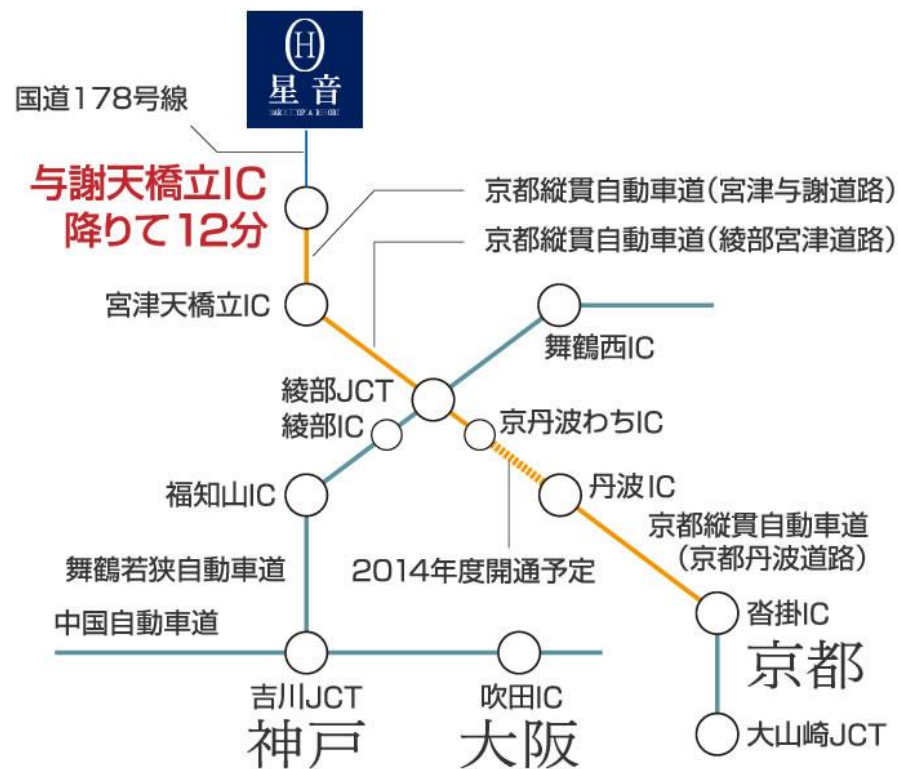 H
星音
国道178号線
与謝天橋立IC
降りて12分
京都縦貫自動車道(宮津与謝道路)
京都縦貫自動車道(綾部宮津道路)
宮津天橋立IC
舞鶴西IC
綾部JCT
綾部IC
京丹波わちIC
福知山IC
丹波IC
京都縦貫自動車道
(京都丹波道路)
舞鶴若狭自動車道
2014年度開通予定
中国自動車道
沓掛IC
京都
吉川JCT
神戸
吹田IC
大阪
大山崎JCT